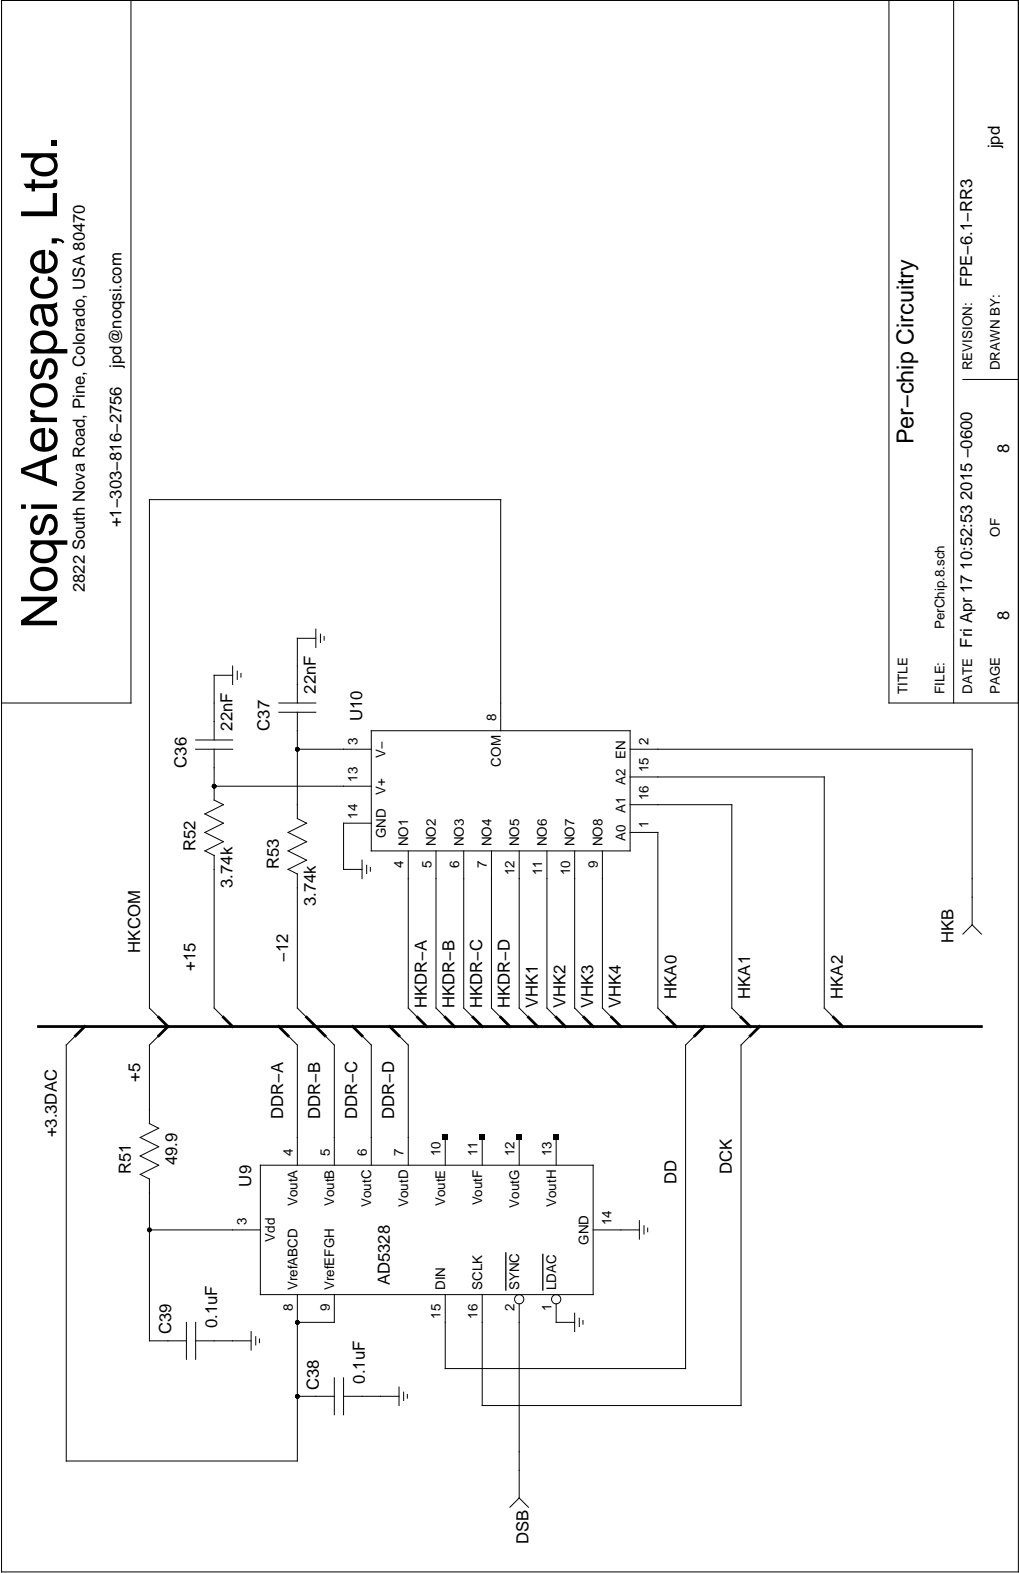 Noqsi Aerospace, Ltd.
2822 South Nova Road, Pine, Colorado, USA 80470
+1−303−816−2756 jpd@noqsi.com
+3.3DAC
R51
49.9
+5
C39
0.1uF
C38
0.1uF
U9
AD5328
3
Vdd
8
VrefABCD
9
VrefEFGH
15
DIN
16
SCLK
2
SYNC
1
LDAC
VoutA
4
VoutB
5
VoutC
6
VoutD
7
VoutE
10
VoutF
11
VoutG
12
VoutH
13
GND
14
DDR−A
DDR−B
DDR−C
DDR−D
DD
DCK
DSB
HKCOM
+15
−12
R52
3.74k
R53
3.74k
C36
22nF
C37
22nF
U10
14
GND
13
V+
3
V−
4
NO1
5
NO2
6
NO3
7
NO4
12
NO5
11
NO6
10
NO7
9
NO8
COM
8
A0
1
A1
16
A2
15
EN
2
HKDR−A
HKDR−B
HKDR−C
HKDR−D
VHK1
VHK2
VHK3
VHK4
HKA0
HKA1
HKA2
HKB
TITLE
Per−chip Circuitry
FILE: PerChip.8.sch
DATE Fri Apr 17 10:52:53 2015 −0600
REVISION: FPE−6.1−RR3
PAGE 8 OF 8
DRAWN BY: jpd